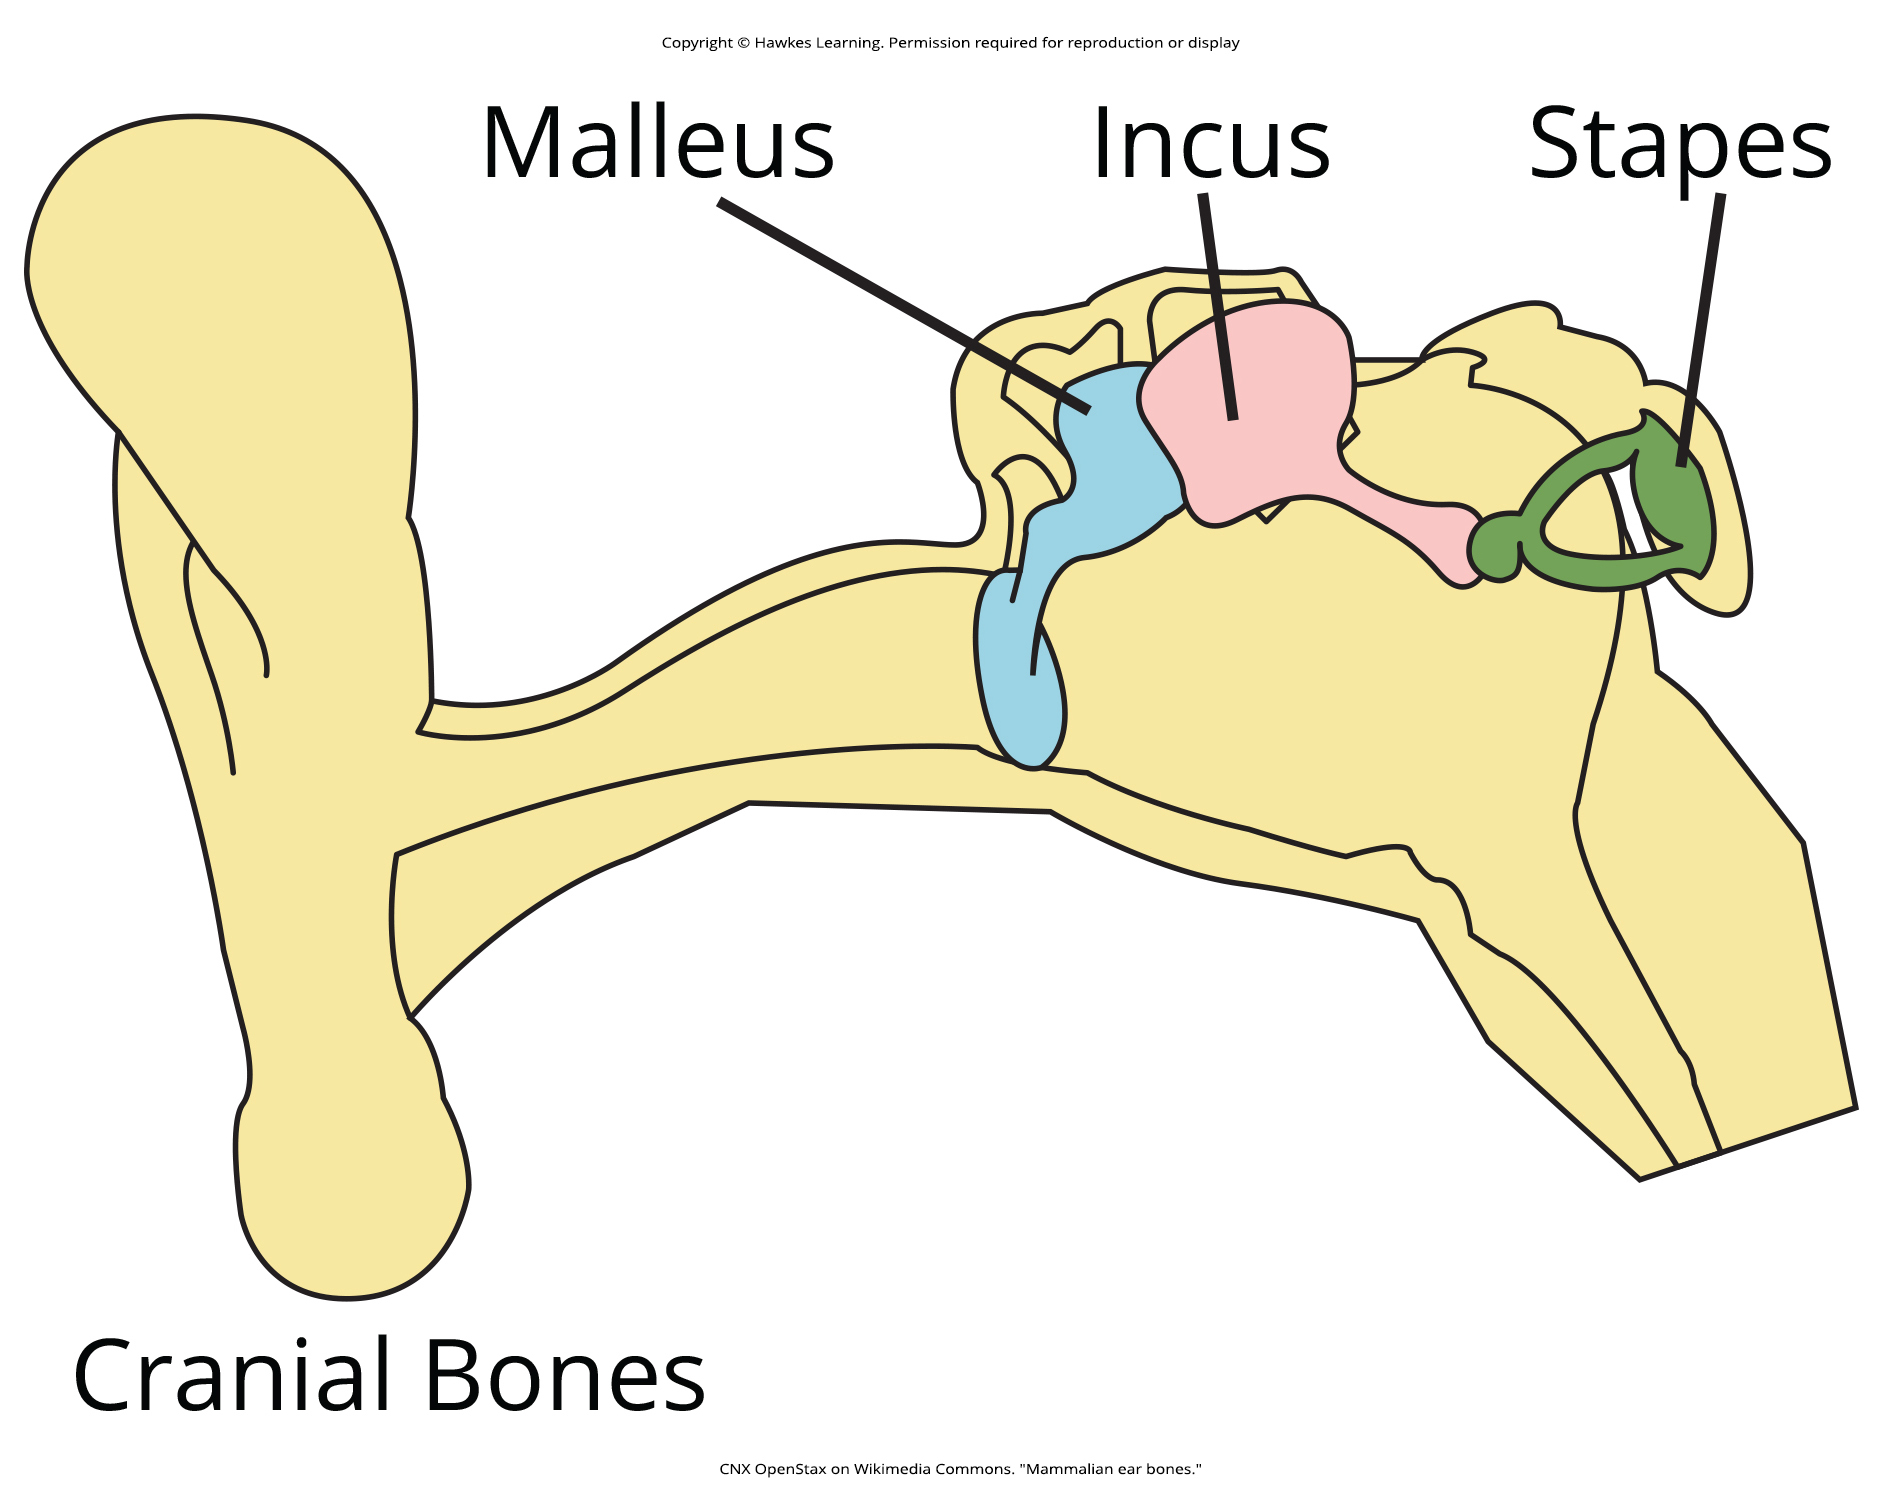 Copyright © Hawkes Learning. Permission required for reproduction or display
Malleus
Incus
Stapes
Cranial Bones
CNX OpenStax on Wikimedia Commons. "Mammalian ear bones."